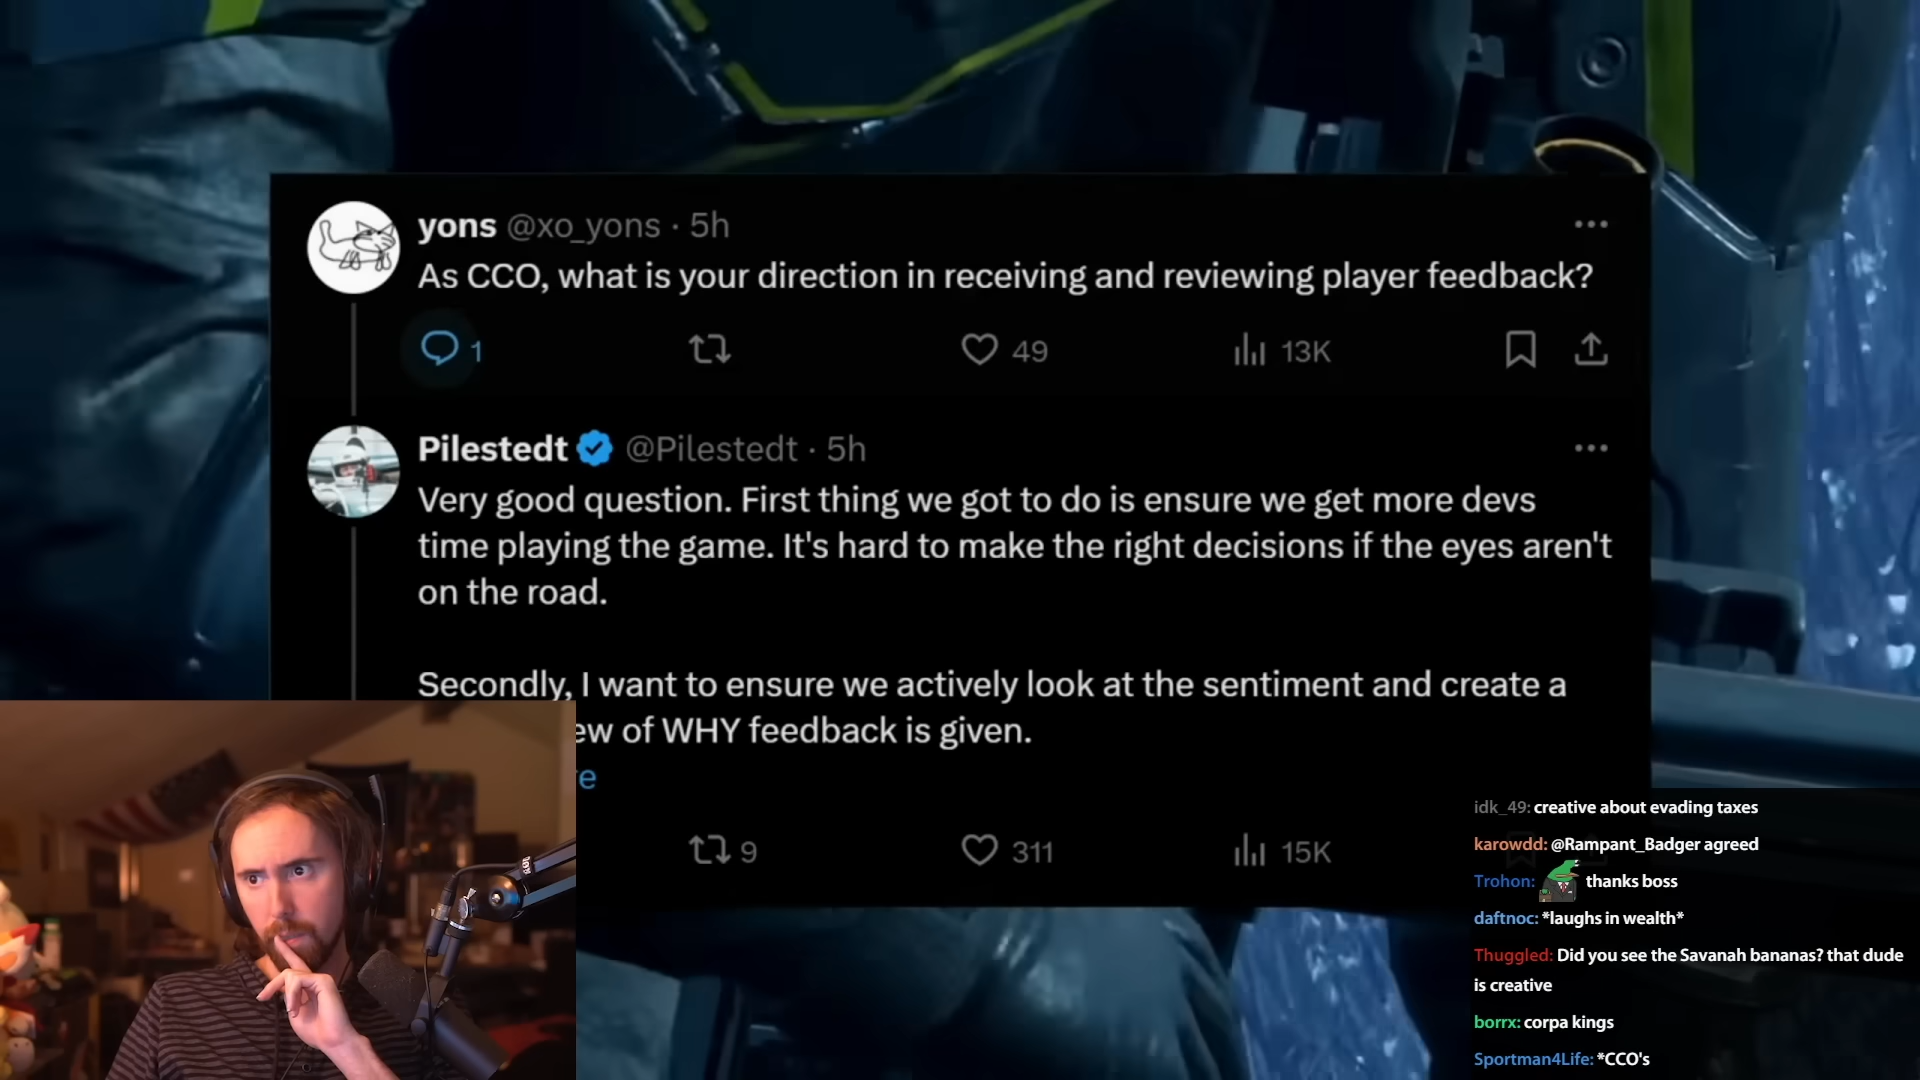 yons @xo_yons · 5h
As CCO, what is your direction in receiving and reviewing player feedback?
1 49 13K
Pilestedt @Pilestedt · 5h
Very good question. First thing we got to do is ensure we get more devs
time playing the game. It's hard to make the right decisions if the eyes aren't
on the road.
Secondly, I want to ensure we actively look at the sentiment and create a
ew of WHY feedback is given.
e
9 311 15K
idk_49: creative about evading taxes
karowdd: @Rampant_Badger agreed
Trohon: thanks boss
daftnoc: *laughs in wealth*
Thuggled: Did you see the Savanah bananas? that dude
is creative
borrx: corpa kings
Sportman4Life: *CCO's